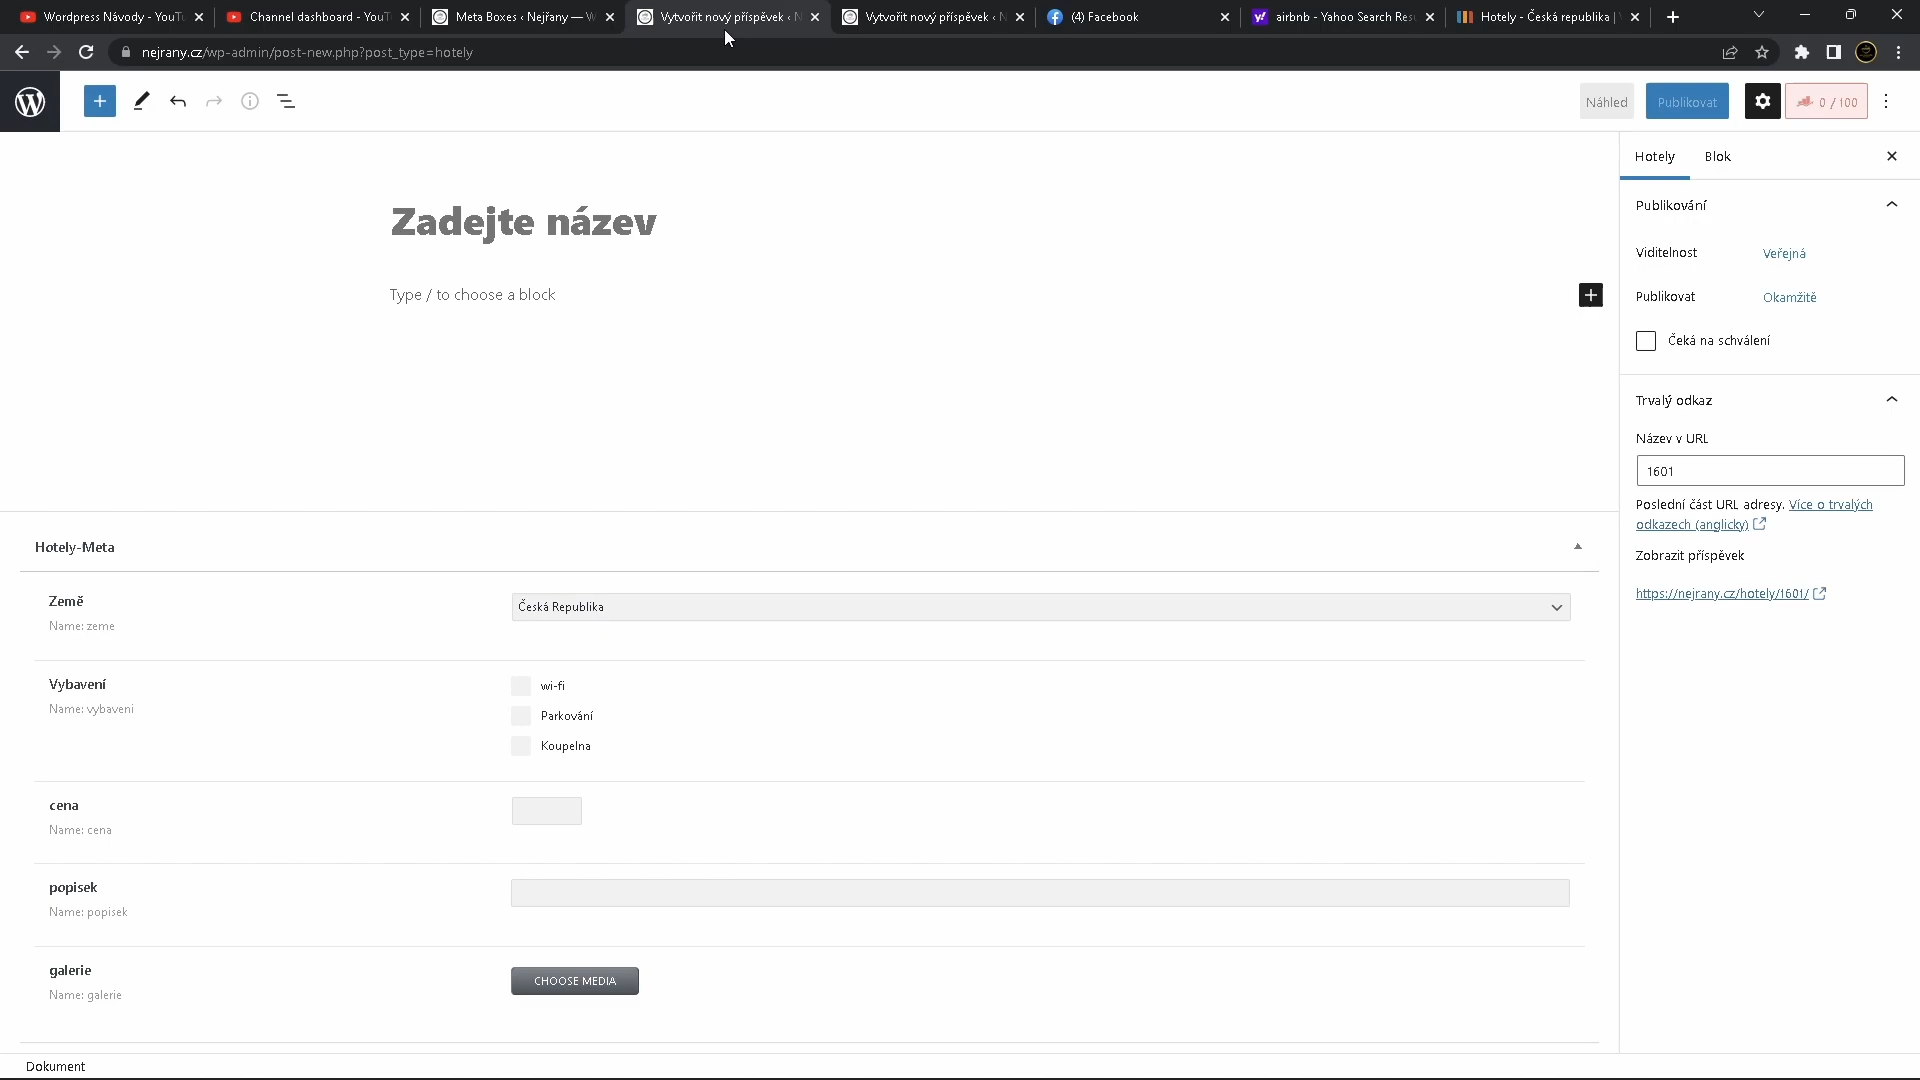 Wordpress Návody - YouTu
Channel dashboard - YouTu
Meta Boxes ‹ Nejřany — W
Vytvořit nový příspěvek ‹ N
Vytvořit nový příspěvek ‹ N
(4) Facebook
airbnb - Yahoo Search Resu
Hotely - Česká republika |
nejrany.cz/wp-admin/post-new.php?post_type=hotely
Náhled
Publikovat
0 / 100
Hotely
Blok
Zadejte název
Type / to choose a block
Publikování
Viditelnost
Veřejná
Publikovat
Okamžitě
Čeká na schválení
Trvalý odkaz
Název v URL
1601
Poslední část URL adresy. Více o trvalých
odkazech (anglicky)
Zobrazit příspěvek
https://nejrany.cz/hotely/1601/
Hotely-Meta
Země
Name: zeme
Česká Republika
Vybavení
Name: vybaveni
wi-fi
Parkování
Koupelna
cena
Name: cena
popisek
Name: popisek
galerie
Name: galerie
CHOOSE MEDIA
Dokument